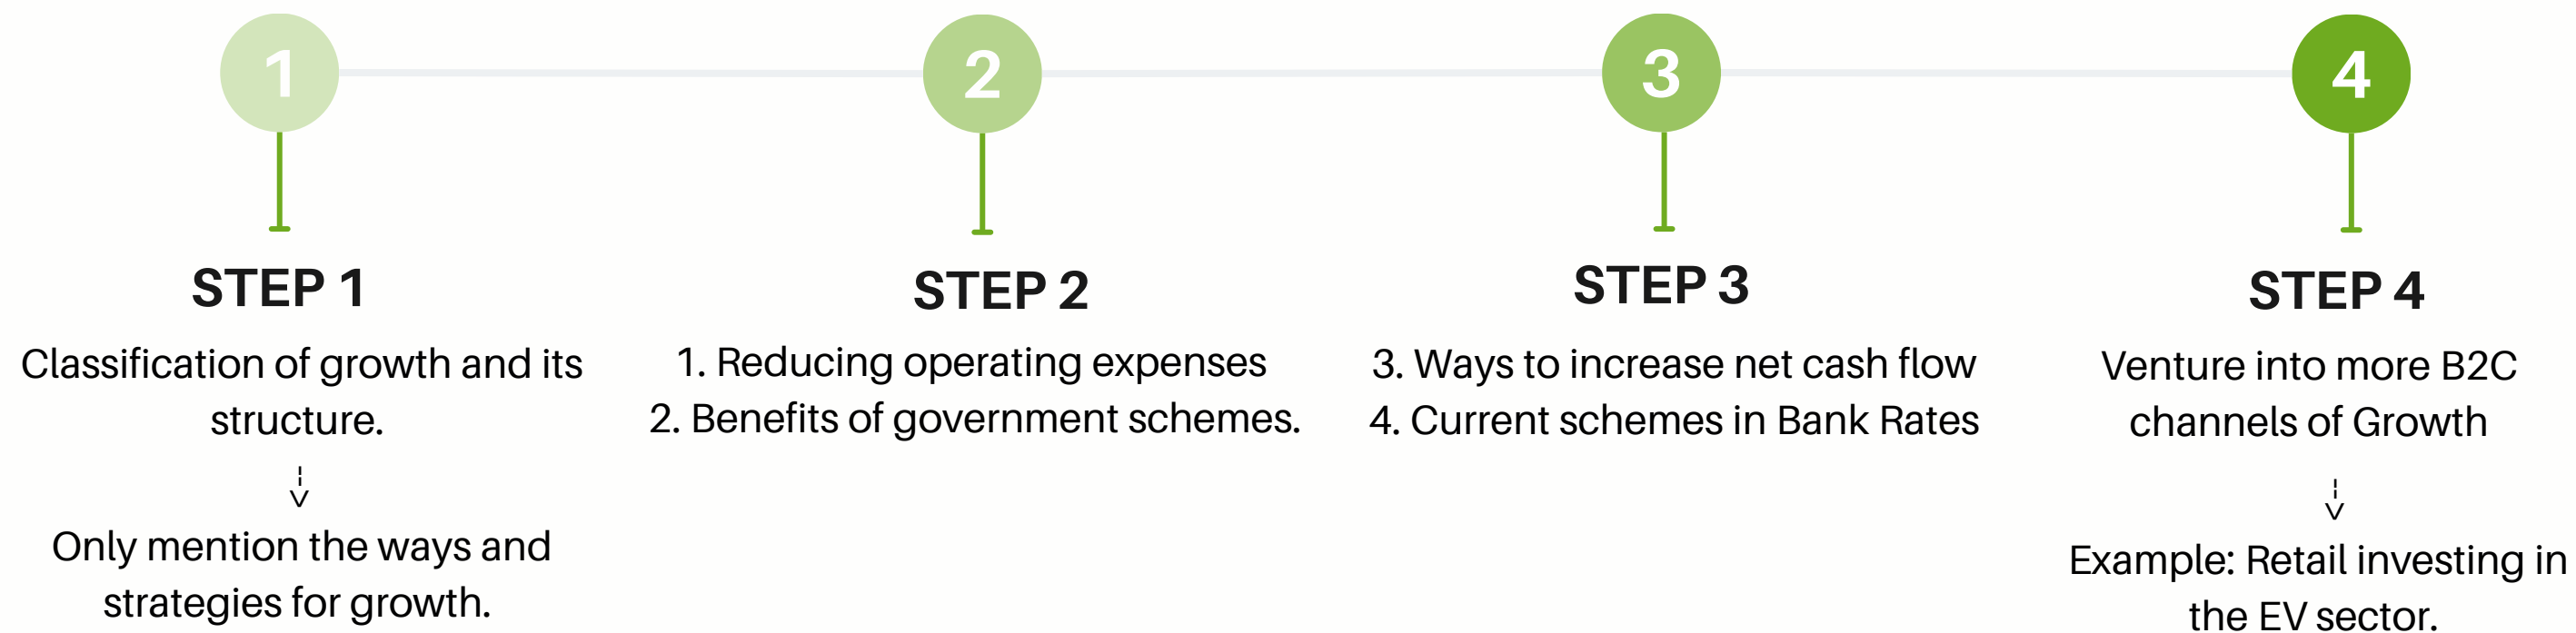 1
2
3
4
STEP 1
Classification of growth and its
structure.
Only mention the ways and
strategies for growth.
STEP 2
1. Reducing operating expenses
2. Benefits of government schemes.
STEP 3
3. Ways to increase net cash flow
4. Current schemes in Bank Rates
STEP 4
Venture into more B2C
channels of Growth
Example: Retail investing in
the EV sector.